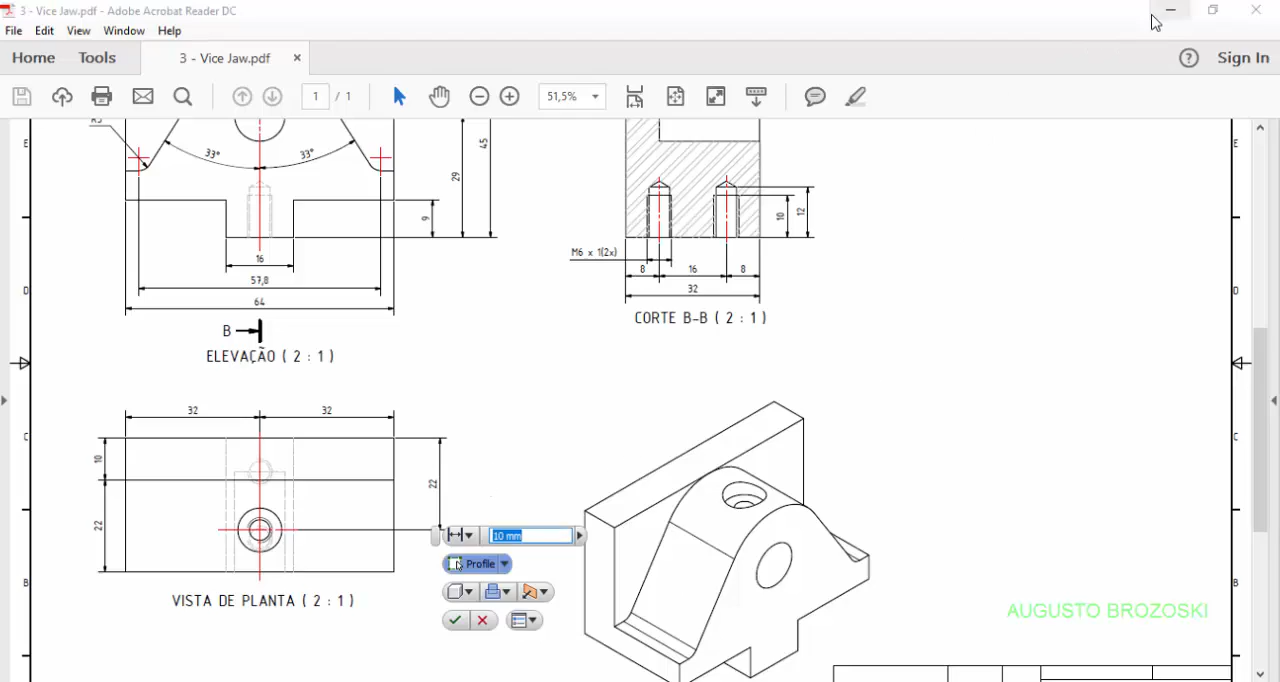 3 - Vice Jaw.pdf - Adobe Acrobat Reader DC
File Edit View Window Help
Home Tools 3 - Vice Jaw.pdf × Sign In
1 / 1 51,5%
E
E
33° 33°
45
29
9
16
57,8
64
B
ELEVAÇÃO ( 2 : 1 )
M6 x 1(2x)
10
12
8 16 8
32
CORTE B-B ( 2 : 1 )
D
D
32 32
10
22
22
VISTA DE PLANTA ( 2 : 1 )
C
C
10 mm
Profile
B
B
AUGUSTO BROZOSKI